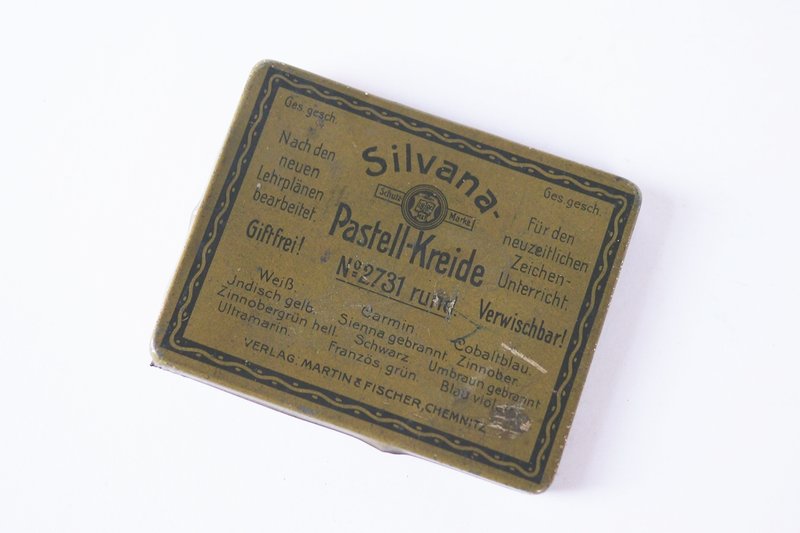 Ges. gesch.
Ges. gesch.
Silvana-
Schutz Marke
Pastell-Kreide
No 2731 rund
Nach den
neuen
Lehrplänen
bearbeitet.
Giftfrei!
Für den
neuzeitlichen
Zeichen-
Unterricht.
Verwischbar!
Weiß. Carmin. Cobaltblau.
Jndisch gelb. Sienna gebrannt. Zinnober.
Zinnobergrün hell. Schwarz. Umbraun gebrannt
Ultramarin. Französ. grün. Blau
VERLAG: MARTIN & FISCHER, CHEMNITZ